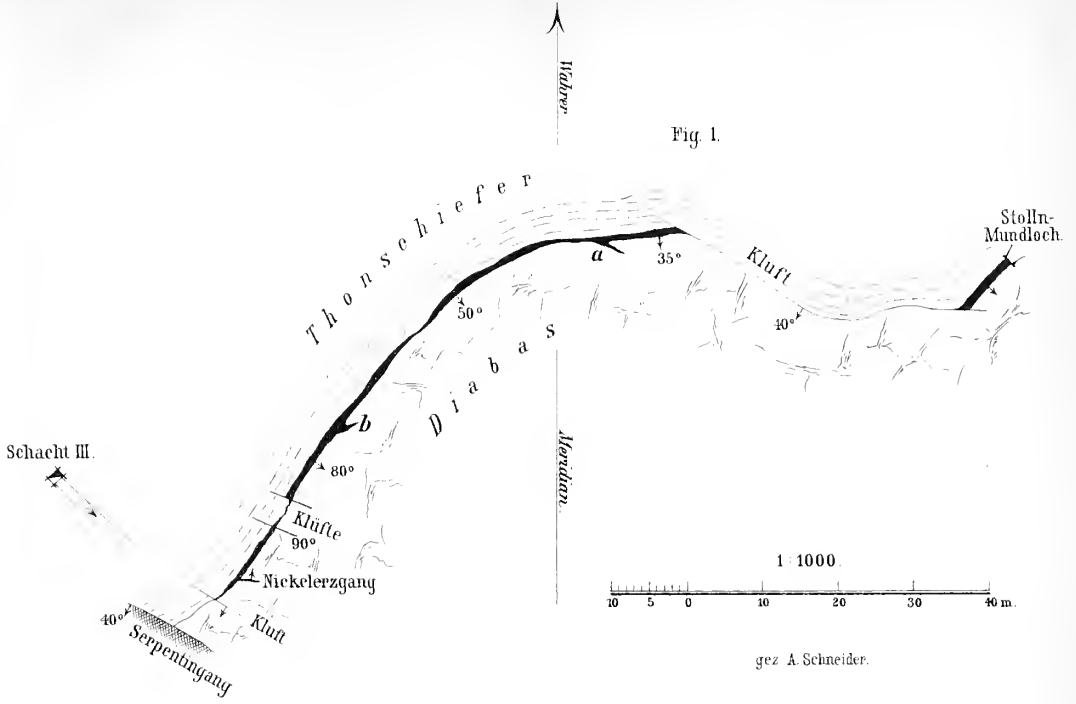 Wahrer
Fig. 1.
Thonschiefer
Stolln-
Mundloch.
a
35°
Kluft
50°
40°
Diabas
b
Schacht III.
80°
Meridian.
Klüfte
90°
Nickelerzgang
1:1000.
10 5 0 10 20 30 40 m.
40°
Kluft
Serpentingang
gez A. Schneider.